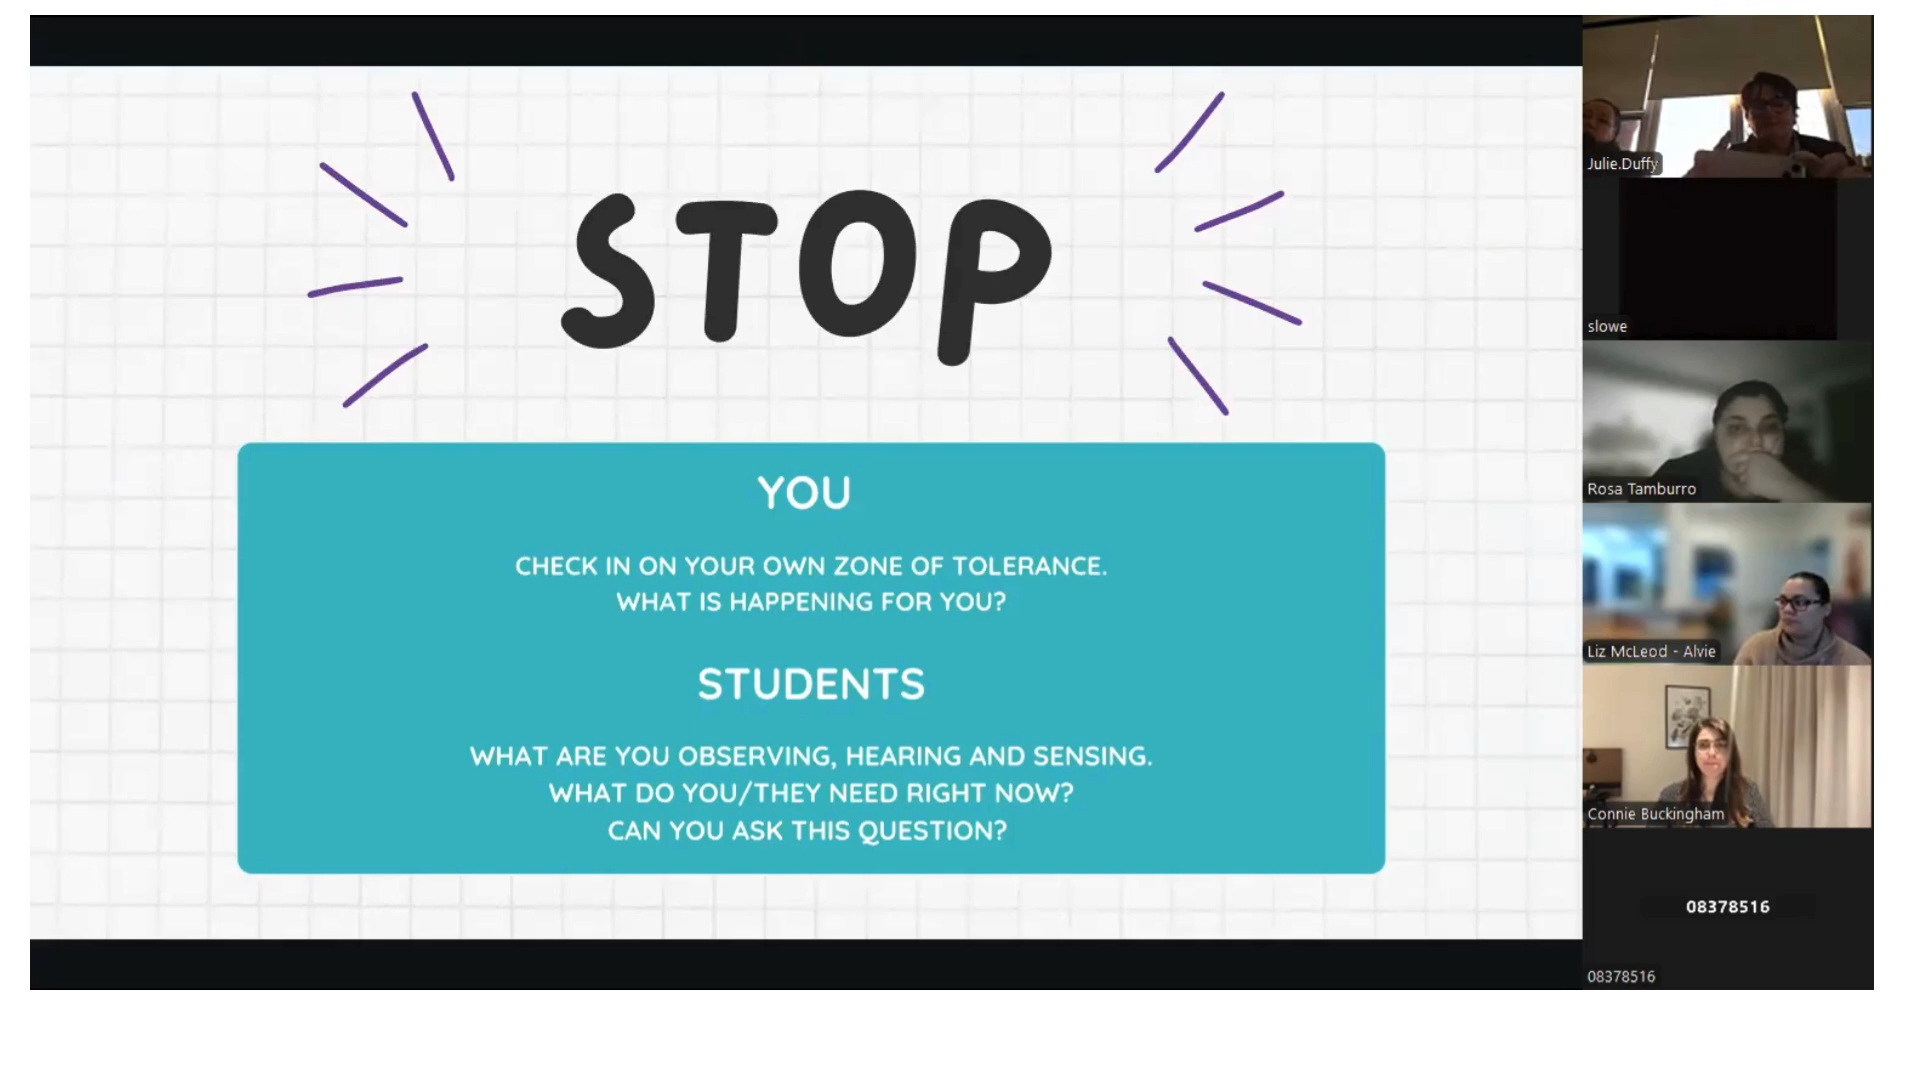 STOP
YOU
CHECK IN ON YOUR OWN ZONE OF TOLERANCE.
WHAT IS HAPPENING FOR YOU?
STUDENTS
WHAT ARE YOU OBSERVING, HEARING AND SENSING.
WHAT DO YOU/THEY NEED RIGHT NOW?
CAN YOU ASK THIS QUESTION?
Julie.Duffy
slowe
Rosa Tamburro
Liz McLeod - Alvie
Connie Buckingham
08378516
08378516